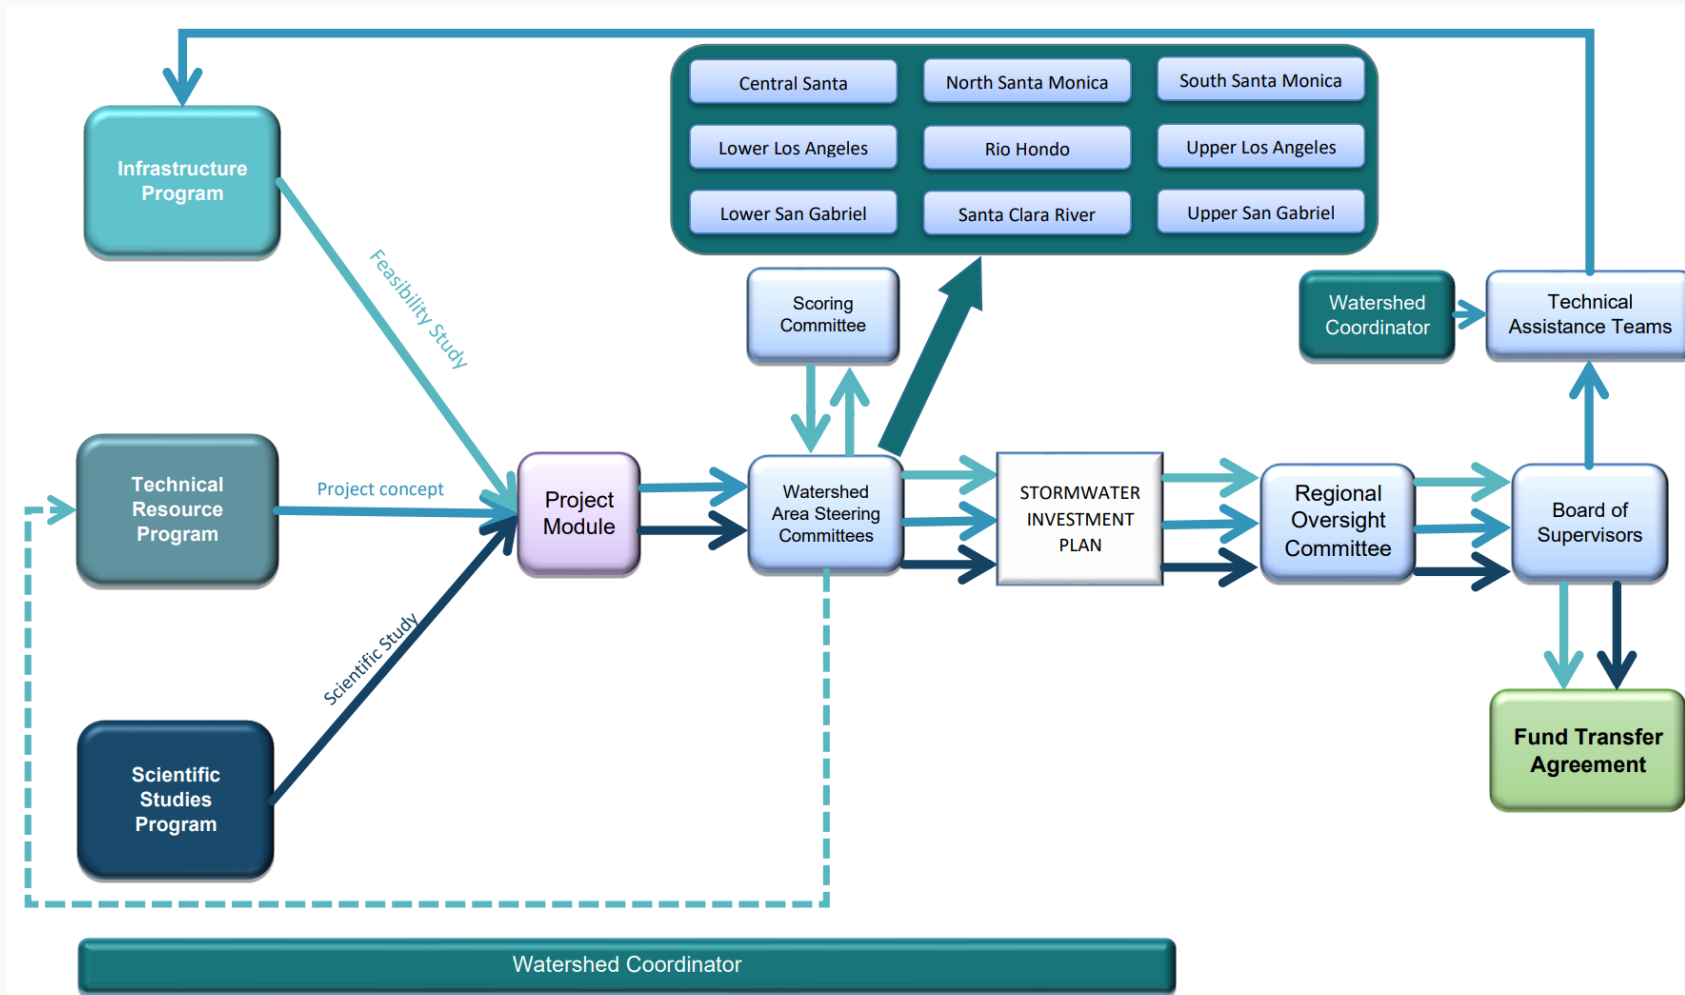 Central Santa
North Santa Monica
South Santa Monica
Lower Los Angeles
Rio Hondo
Upper Los Angeles
Lower San Gabriel
Santa Clara River
Upper San Gabriel
Infrastructure
Program
Feasibility Study
Scoring
Committee
Watershed
Coordinator
Technical
Assistance Teams
Technical
Resource
Program
Project concept
Project
Module
Watershed
Area Steering
Committees
STORMWATER
INVESTMENT
PLAN
Regional
Oversight
Committee
Board of
Supervisors
Scientific Study
Scientific
Studies
Program
Fund Transfer
Agreement
Watershed Coordinator